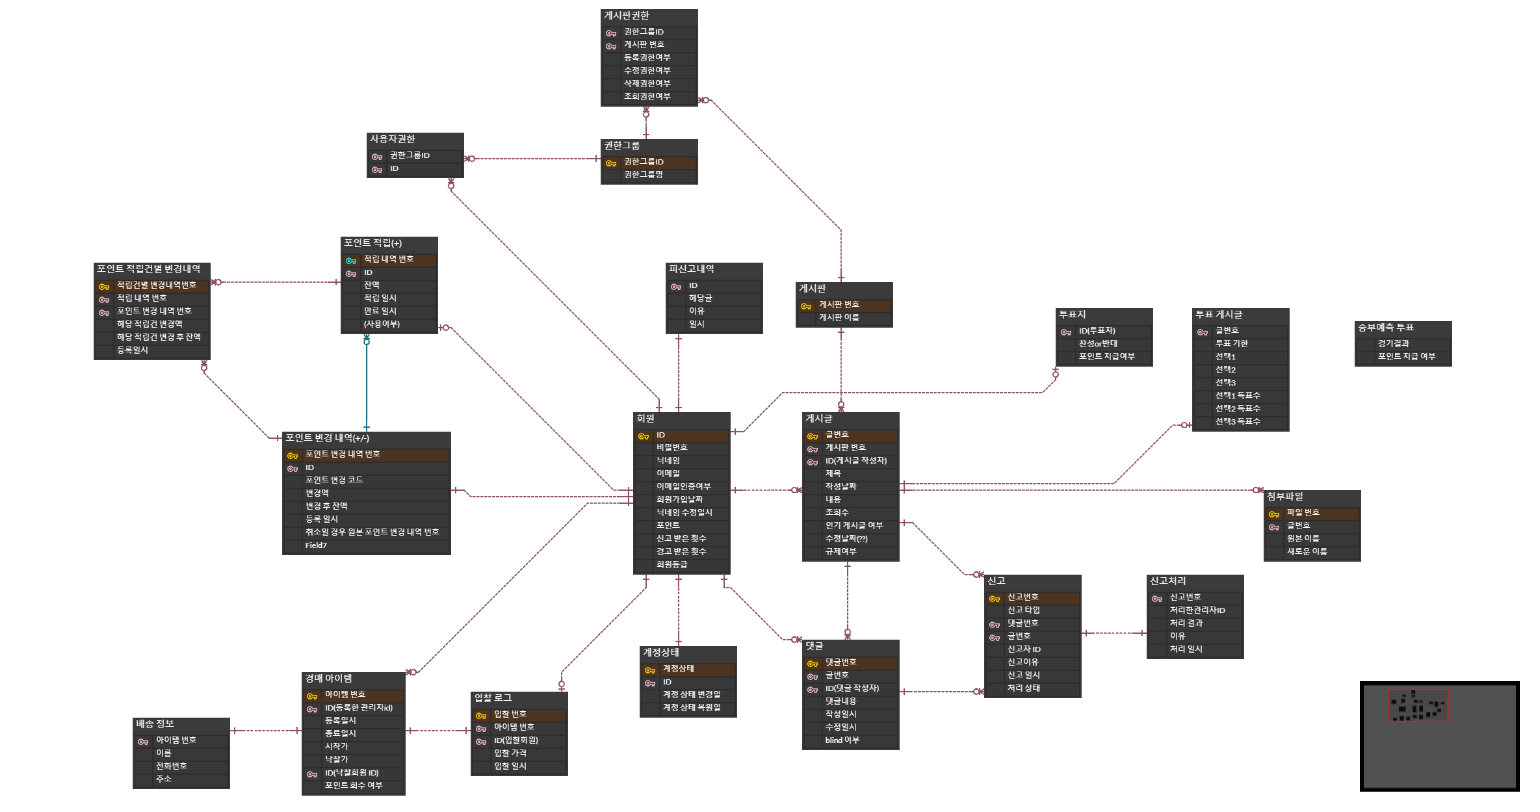 게시판권한
권한그룹ID
게시판 번호
등록권한여부
수정권한여부
삭제권한여부
조회권한여부
사용자권한
권한그룹ID
ID
권한그룹
권한그룹ID
권한그룹명
포인트 적립(+)
적립 내역 번호
ID
잔액
적립 일시
만료 일시
(사용여부)
포인트 적립건별 변경내역
적립건별 변경내역번호
적립 내역 번호
포인트 변경 내역 번호
해당 적립건 변경액
해당 적립건 변경 후 잔액
등록일시
피신고내역
ID
해당글
이유
일시
게시판
게시판 번호
게시판 이름
투표지
ID(투표자)
찬성or반대
포인트 지급여부
투표 게시글
글번호
투표 기한
선택1
선택2
선택3
선택1 득표수
선택2 득표수
선택3 득표수
승부예측 투표
경기결과
포인트 지급 여부
포인트 변경 내역(+/-)
포인트 변경 내역 번호
ID
포인트 변경 코드
변경액
변경 후 잔액
등록 일시
취소일 경우 원본 포인트 변경 내역 번호
Field7
회원
ID
비밀번호
닉네임
이메일
이메일인증여부
회원가입날짜
닉네임 수정일시
포인트
신고 받은 횟수
경고 받은 횟수
회원등급
게시글
글번호
게시판 번호
ID(게시글 작성자)
제목
작성날짜
내용
조회수
인기 게시글 여부
수정날짜(??)
규제여부
첨부파일
파일 번호
글번호
원본 이름
새로운 이름
신고
신고번호
신고 타입
댓글번호
글번호
신고자 ID
신고이유
신고 일시
처리 상태
신고처리
신고번호
처리한관리자ID
처리 결과
이유
처리 일시
댓글
댓글번호
글번호
ID(댓글 작성자)
댓글내용
작성일시
수정일시
blind 여부
계정상태
계정상태
ID
계정 상태 변경일
계정 상태 복원일
경매 아이템
아이템 번호
ID(등록한 관리자id)
등록일시
종료일시
시작가
낙찰가
ID(낙찰회원 ID)
포인트 회수 여부
입찰 로그
입찰 번호
아이템 번호
ID(입찰회원)
입찰 가격
입찰 일시
배송 정보
아이템 번호
이름
전화번호
주소